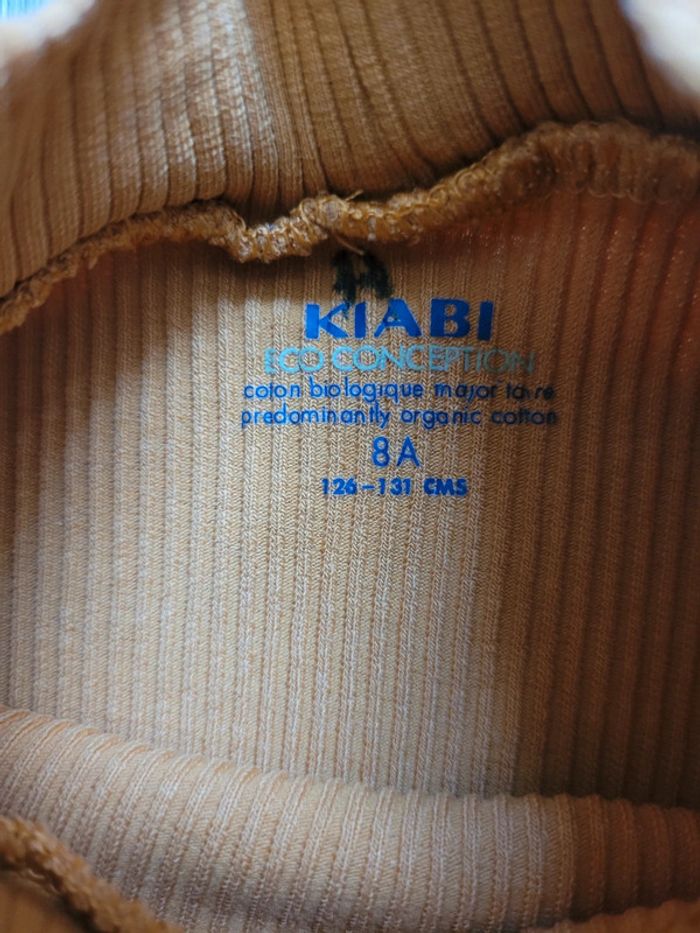 KIABI
ECO CONCEPTION
coton biologique majoritaire
predominantly organic cotton
8A
126-131 CMS